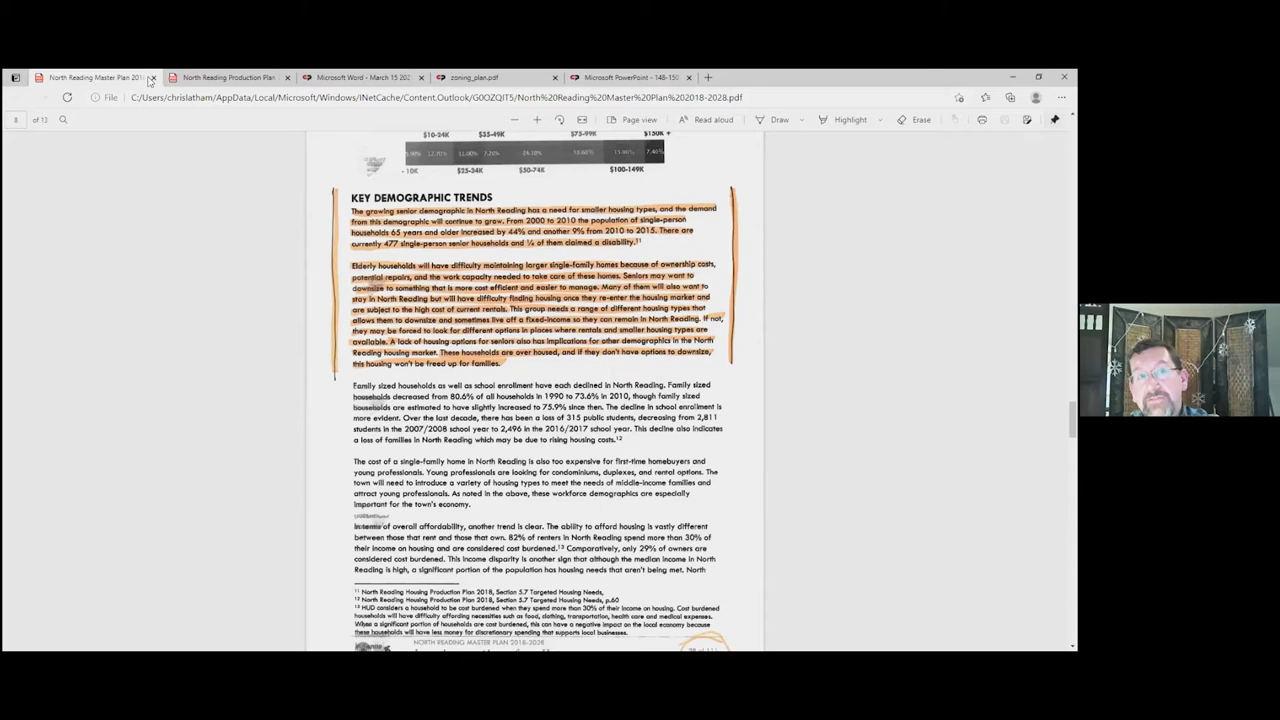 North Reading Master Plan 2018
North Reading Production Plan
Microsoft Word - March 15 202
zoning_plan.pdf
Microsoft PowerPoint - 148-150
File
C:/Users/chrislatham/AppData/Local/Microsoft/Windows/INetCache/Content.Outlook/G0OZQIT5/North%20Reading%20Master%20Plan%202018-2028.pdf
8 of 13
Page view
Read aloud
Draw
Highlight
Erase
$10-24K $35-49K $75-99K $150K +
12.70% 11.00% 7.20% 7.40%
- 10K $25-34K $50-74K $100-149K
KEY DEMOGRAPHIC TRENDS
The growing senior demographic in North Reading has a need for smaller housing types, and the demand
from this demographic will continue to grow. From 2000 to 2010 the population of single-person
households 65 years and older increased by 44% and another 9% from 2010 to 2015. There are
currently 477 single-person senior households and ¼ of them claimed a disability.11
Elderly households will have difficulty maintaining larger single-family homes because of ownership costs,
potential repairs, and the work capacity needed to take care of these homes. Seniors may want to
downsize to something that is more cost efficient and easier to manage. Many of them will also want to
stay in North Reading but will have difficulty finding housing once they re-enter the housing market and
are subject to the high cost of current rentals. This group needs a range of different housing types that
allows them to downsize and sometimes live off a fixed-income so they can remain in North Reading. If not,
they may be forced to look for different options in places where rentals and smaller housing types are
available. A lack of housing options for seniors also has implications for other demographics in the North
Reading housing market. These households are over housed, and if they don't have options to downsize,
this housing won't be freed up for families.
Family sized households as well as school enrollment have each declined in North Reading. Family sized
households decreased from 80.6% of all households in 1990 to 73.6% in 2010, though family sized
households are estimated to have slightly increased to 75.9% since then. The decline in school enrollment is
more evident. Over the last decade, there has been a loss of 315 public students, decreasing from 2,811
students in the 2007/2008 school year to 2,496 in the 2016/2017 school year. This decline also indicates
a loss of families in North Reading which may be due to rising housing costs.12
The cost of a single-family home in North Reading is also too expensive for first-time homebuyers and
young professionals. Young professionals are looking for condominiums, duplexes, and rental options. The
town will need to introduce a variety of housing types to meet the needs of middle-income families and
attract young professionals. As noted in the above, these workforce demographics are especially
important for the town's economy.
In terms of overall affordability, another trend is clear. The ability to afford housing is vastly different
between those that rent and those that own. 82% of renters in North Reading spend more than 30% of
their income on housing and are considered cost burdened.13 Comparatively, only 29% of owners are
considered cost burdened. This income disparity is another sign that although the median income in North
Reading is high, a significant portion of the population has housing needs that aren't being met. North
11 North Reading Housing Production Plan 2018, Section 5.7 Targeted Housing Needs,
12 North Reading Housing Production Plan 2018, Section 5.7 Targeted Housing Needs, p.60
13 HUD considers a household to be cost burdened when they spend more than 30% of their income on housing. Cost burdened
households will have difficulty affording necessities such as food, clothing, transportation, health care and medical expenses.
When a significant portion of households are cost burdened, this can have a negative impact on the local economy because
these households will have less money for discretionary spending that supports local businesses.
NORTH READING MASTER PLAN 2018-2028